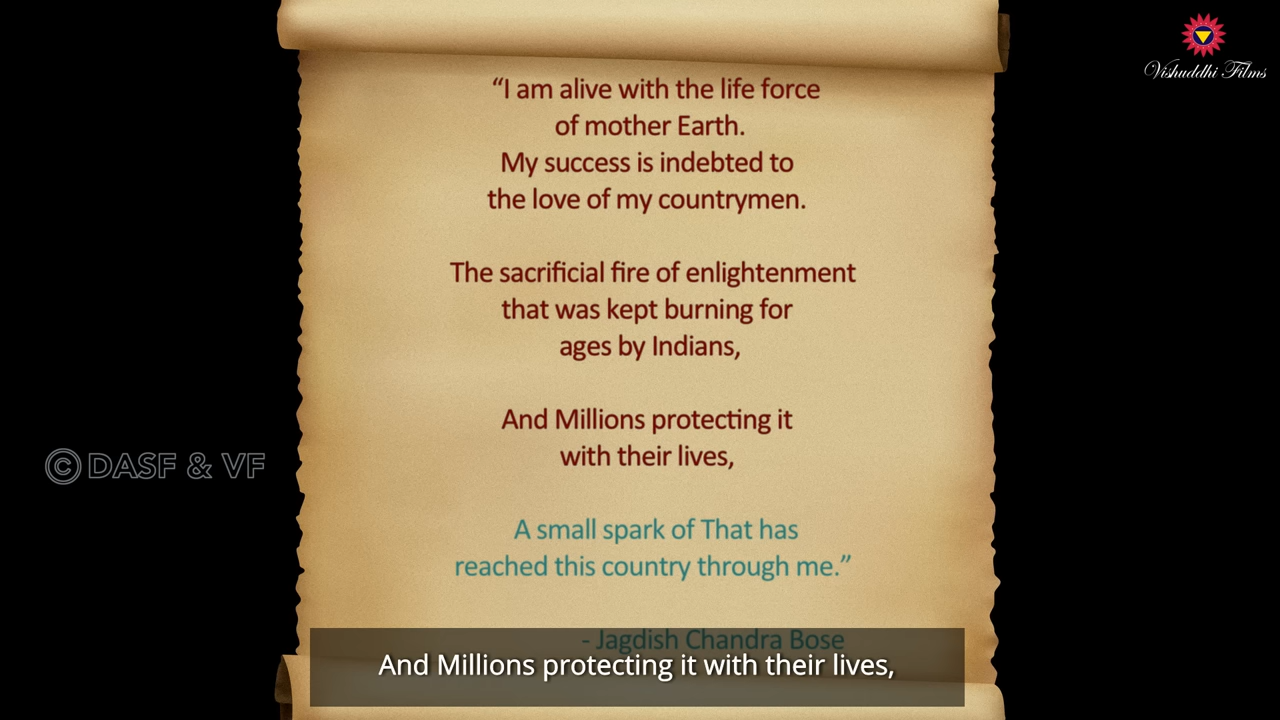 Vishuddhi Films
“I am alive with the life force
of mother Earth.
My success is indebted to
the love of my countrymen.
The sacrificial fire of enlightenment
that was kept burning for
ages by Indians,
And Millions protecting it
with their lives,
A small spark of That has
reached this country through me.”
- Jagdish Chandra Bose
© DASF & VF
And Millions protecting it with their lives,